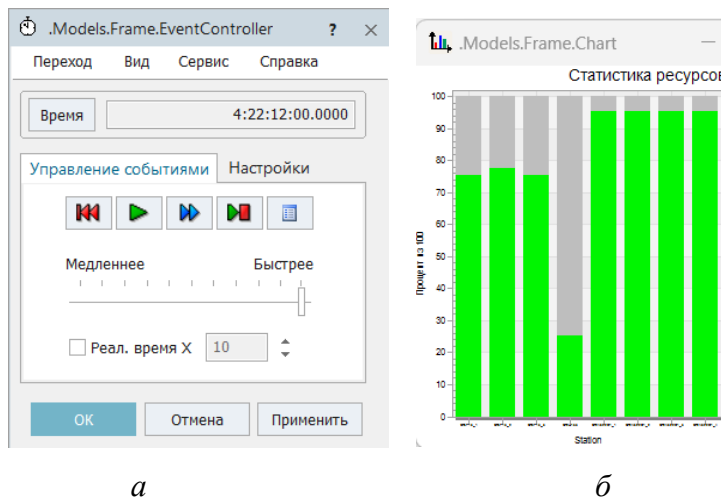 .Models.Frame.EventController ? ×
Переход Вид Сервис Справка
Время 4:22:12:00.0000
Управление событиями Настройки
Медленнее Быстрее
Реал. время X 10
OK Отмена Применить
а
.Models.Frame.Chart —
Статистика ресурсов
100
90
80
70
60
50
40
30
20
10
0
Процент из 100
Station
б